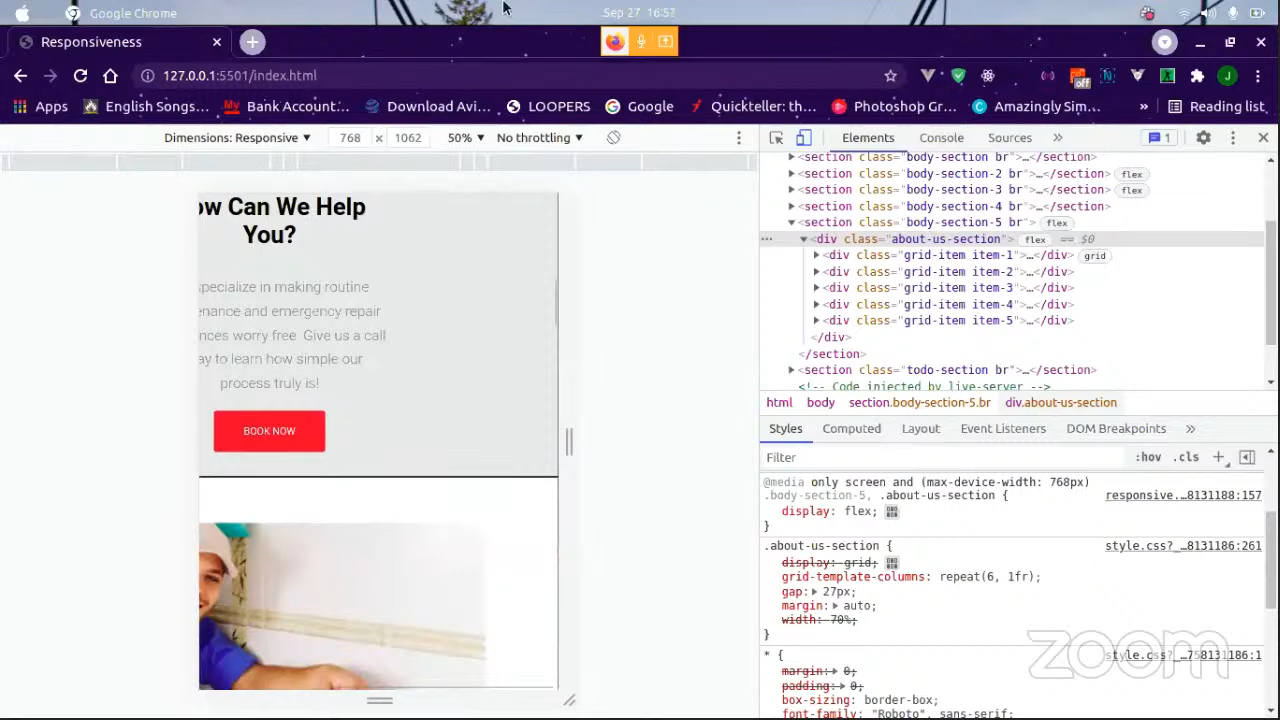 Google Chrome
Sep 27 16:57
Responsiveness
127.0.0.1:5501/index.html
J
Apps
English Songs...
Bank Account...
Download Avi...
LOOPERS
Google
Quickteller: th...
Photoshop Gr...
Amazingly Sim...
»
Reading list
off
Dimensions: Responsive ▼ 768 × 1062 50% ▼ No throttling ▼
Elements Console Sources » 1
ow Can We Help
You?
specialize in making routine
enance and emergency repair
nces worry free. Give us a call
ay to learn how simple our
process truly is!
BOOK NOW
▶<section class="body-section br">…</section>
▶<section class="body-section-2 br">…</section> flex
▶<section class="body-section-3 br">…</section> flex
▶<section class="body-section-4 br">…</section>
▼<section class="body-section-5 br"> flex
… ▼<div class="about-us-section"> flex == $0
▶<div class="grid-item item-1">…</div> grid
▶<div class="grid-item item-2">…</div>
▶<div class="grid-item item-3">…</div>
▶<div class="grid-item item-4">…</div>
▶<div class="grid-item item-5">…</div>
</div>
</section>
▶<section class="todo-section br">…</section>
<!-- Code injected by live-server -->
html body section.body-section-5.br div.about-us-section
Styles Computed Layout Event Listeners DOM Breakpoints »
Filter :hov .cls +
@media only screen and (max-device-width: 768px)
.body-section-5, .about-us-section { responsive.…8131188:157
display: flex;
}
.about-us-section { style.css?_…8131186:261
display: grid;
grid-template-columns: repeat(6, 1fr);
gap:▶ 27px;
margin:▶ auto;
width: 70%;
}
* { style.css?_…758131186:1
margin:▶ 0;
padding:▶ 0;
box-sizing: border-box;
font-family: "Roboto", sans-serif;
zoom